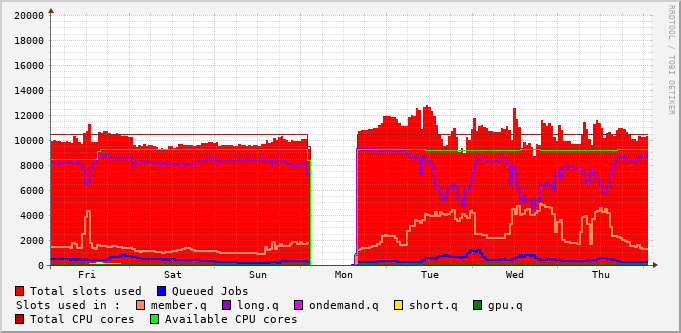 RRDTOOL / TOBI OETIKER
20000
18000
16000
14000
12000
10000
8000
6000
4000
2000
0
Fri Sat Sun Mon Tue Wed Thu
Total slots used Queued Jobs
Slots used in : member.q long.q ondemand.q short.q gpu.q
Total CPU cores Available CPU cores